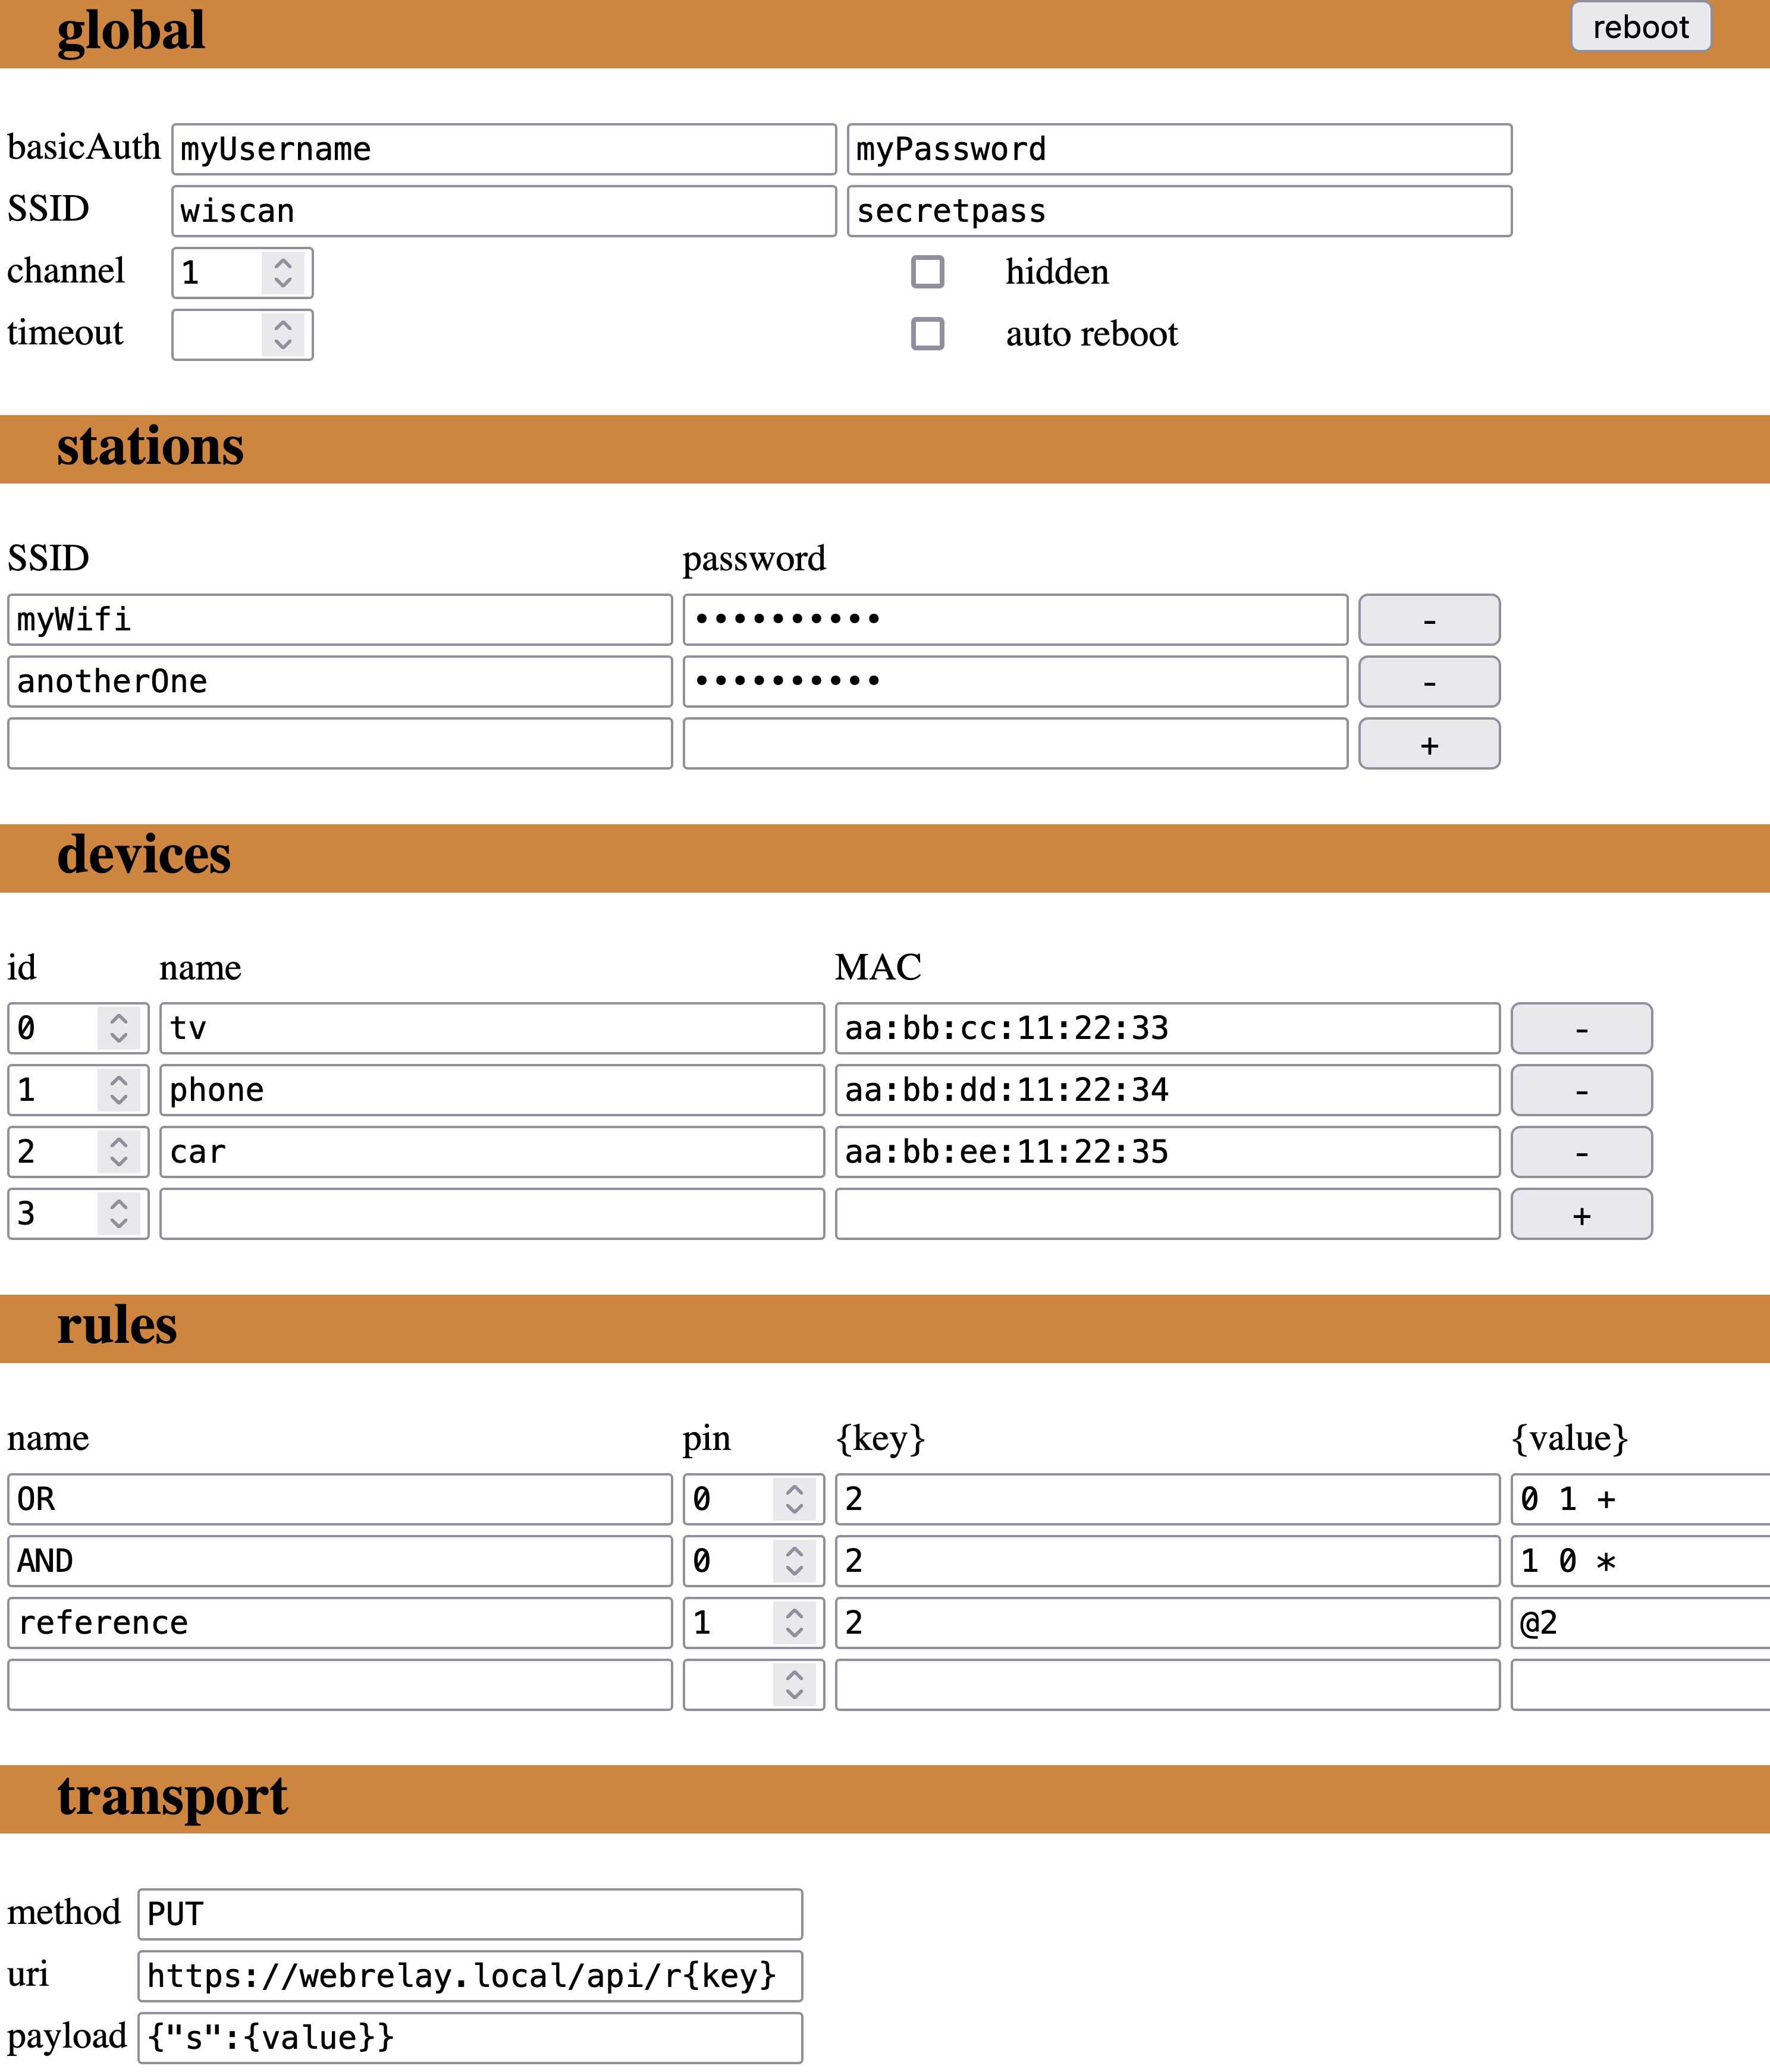 global reboot
basicAuth myUsername myPassword
SSID wiscan secretpass
channel 1 hidden
timeout auto reboot
stations
SSID password
myWifi •••••••••• -
anotherOne •••••••••• -
+
devices
id name MAC
0 tv aa:bb:cc:11:22:33 -
1 phone aa:bb:dd:11:22:34 -
2 car aa:bb:ee:11:22:35 -
3 +
rules
name pin {key} {value}
OR 0 2 0 1 +
AND 0 2 1 0 *
reference 1 2 @2
transport
method PUT
uri https://webrelay.local/api/r{key}
payload {"s":{value}}